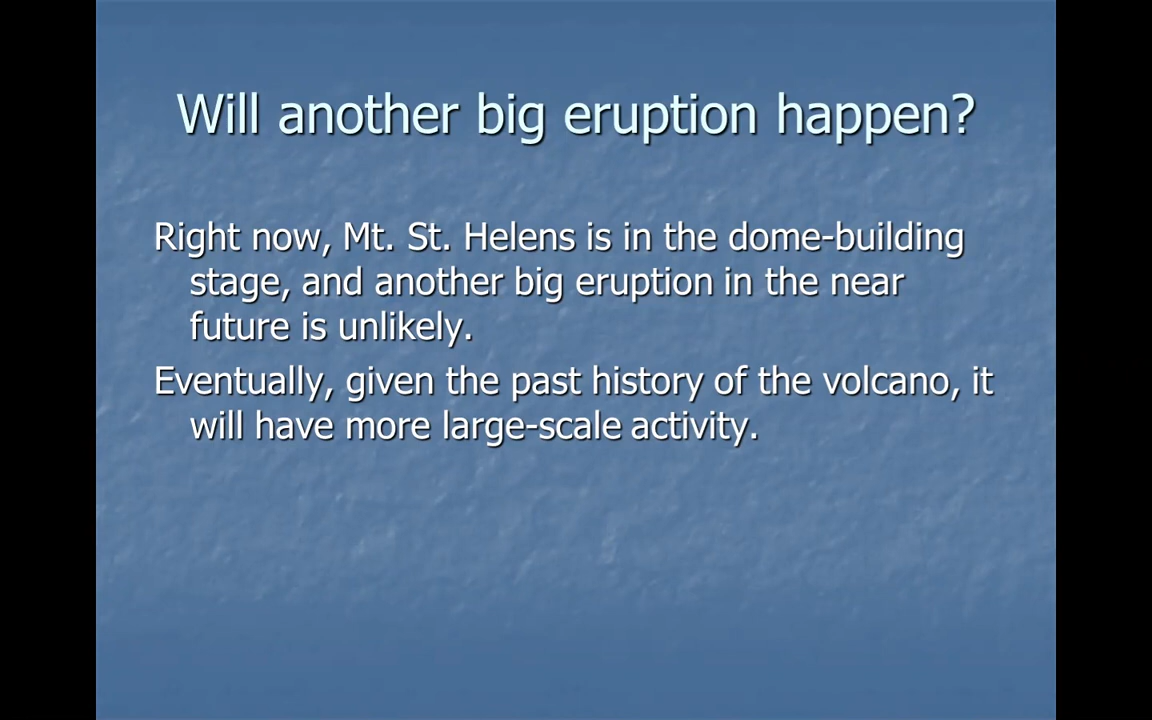 Will another big eruption happen?
Right now, Mt. St. Helens is in the dome-building
stage, and another big eruption in the near
future is unlikely.
Eventually, given the past history of the volcano, it
will have more large-scale activity.